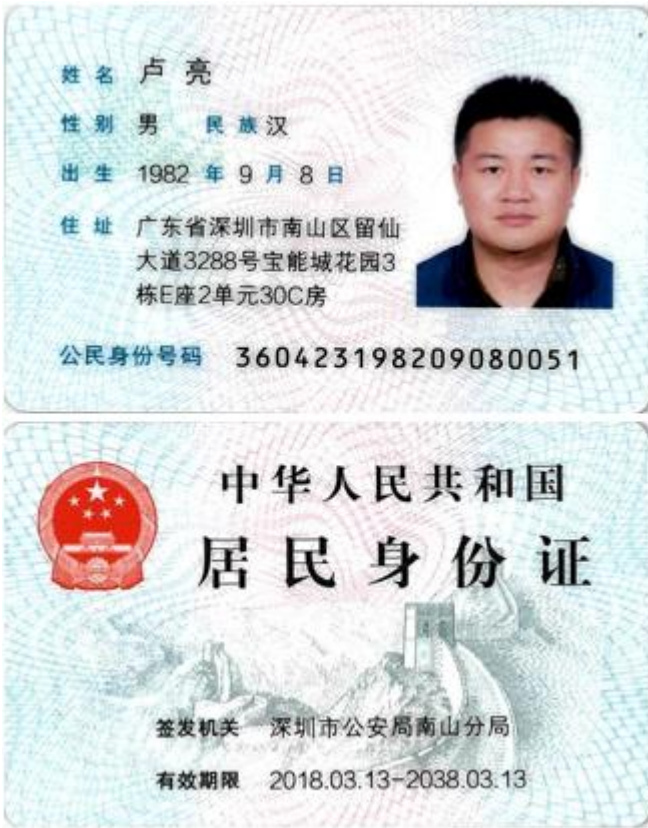 姓名 卢亮
性别 男 民族 汉
出生 1982 年 9 月 8 日
住址 广东省深圳市南山区留仙
大道3288号宝能城花园3
栋E座2单元30C房
公民身份号码 360423198209080051
中华人民共和国
居民身份证
签发机关 深圳市公安局南山分局
有效期限 2018.03.13-2038.03.13